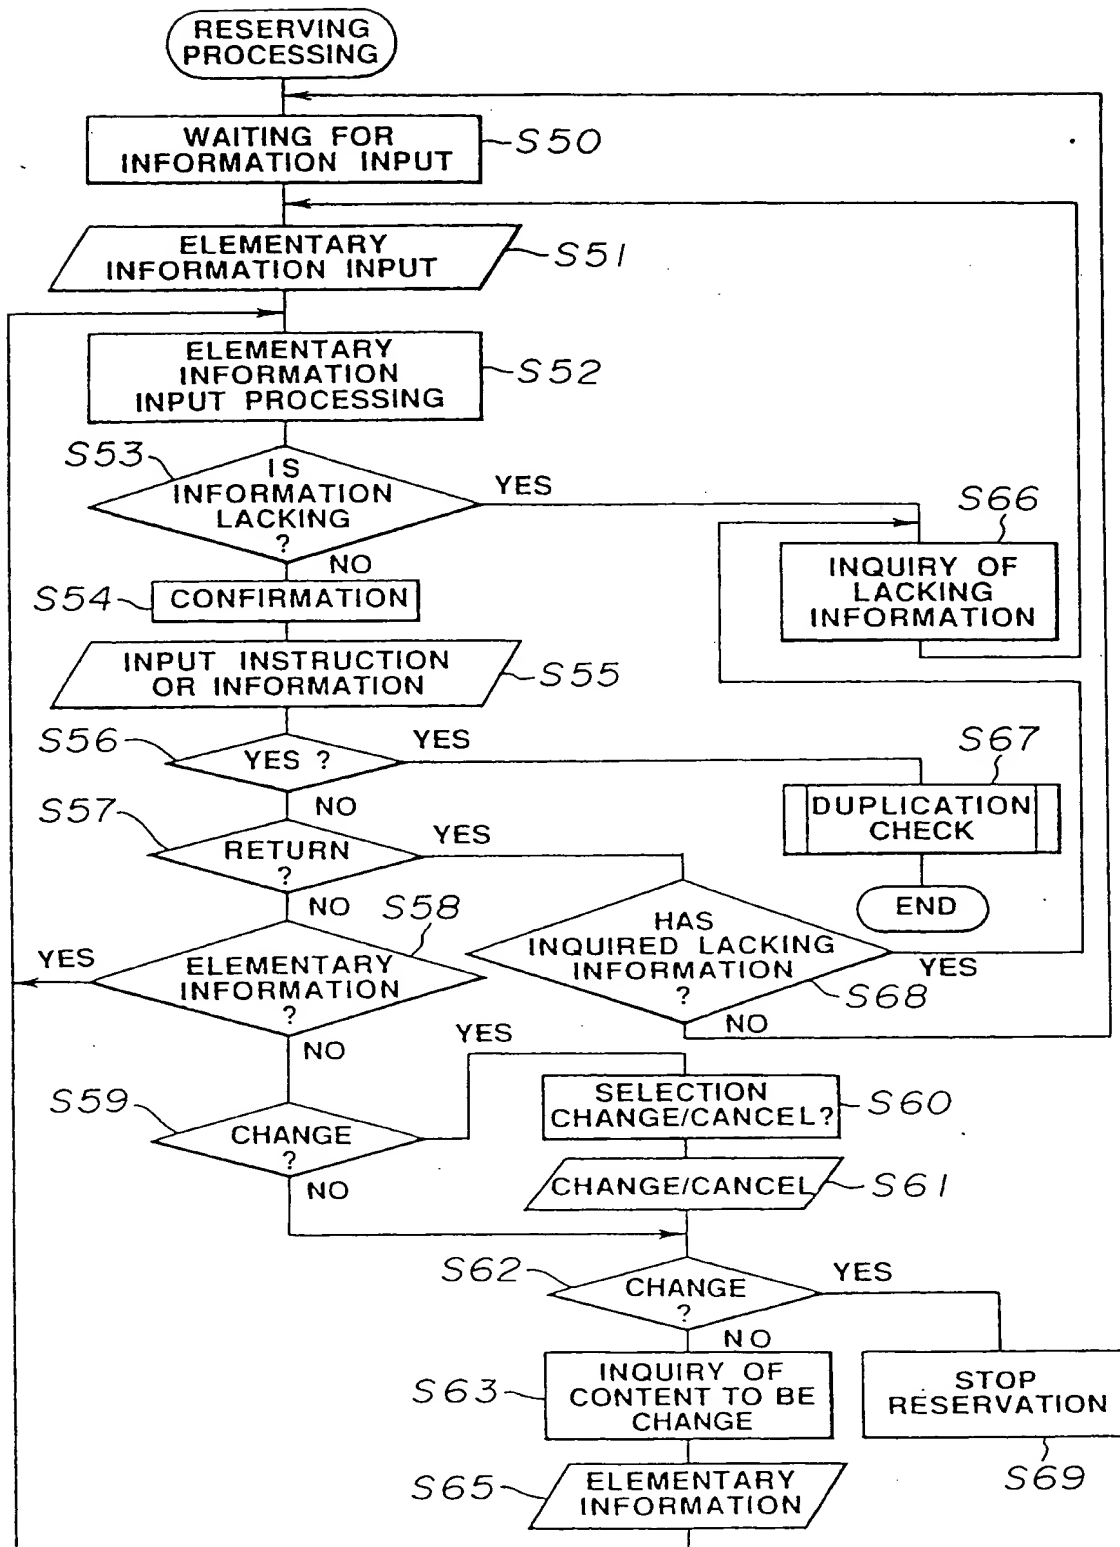 RESERVING
PROCESSING
WAITING FOR
INFORMATION INPUT
S50
ELEMENTARY
INFORMATION INPUT
S51
ELEMENTARY
INFORMATION
INPUT PROCESSING
S52
S53
IS
INFORMATION
LACKING
?
YES
NO
S66
INQUIRY OF
LACKING
INFORMATION
S54
CONFIRMATION
INPUT INSTRUCTION
OR INFORMATION
S55
S56
YES ?
YES
NO
S67
DUPLICATION
CHECK
END
S57
RETURN
?
YES
NO
S58
HAS
INQUIRED LACKING
INFORMATION
?
YES
S68
NO
YES
ELEMENTARY
INFORMATION
?
NO
S59
CHANGE
?
YES
NO
SELECTION
CHANGE/CANCEL?
S60
CHANGE/CANCEL
S61
S62
CHANGE
?
YES
NO
S63
INQUIRY OF
CONTENT TO BE
CHANGE
STOP
RESERVATION
S69
S65
ELEMENTARY
INFORMATION